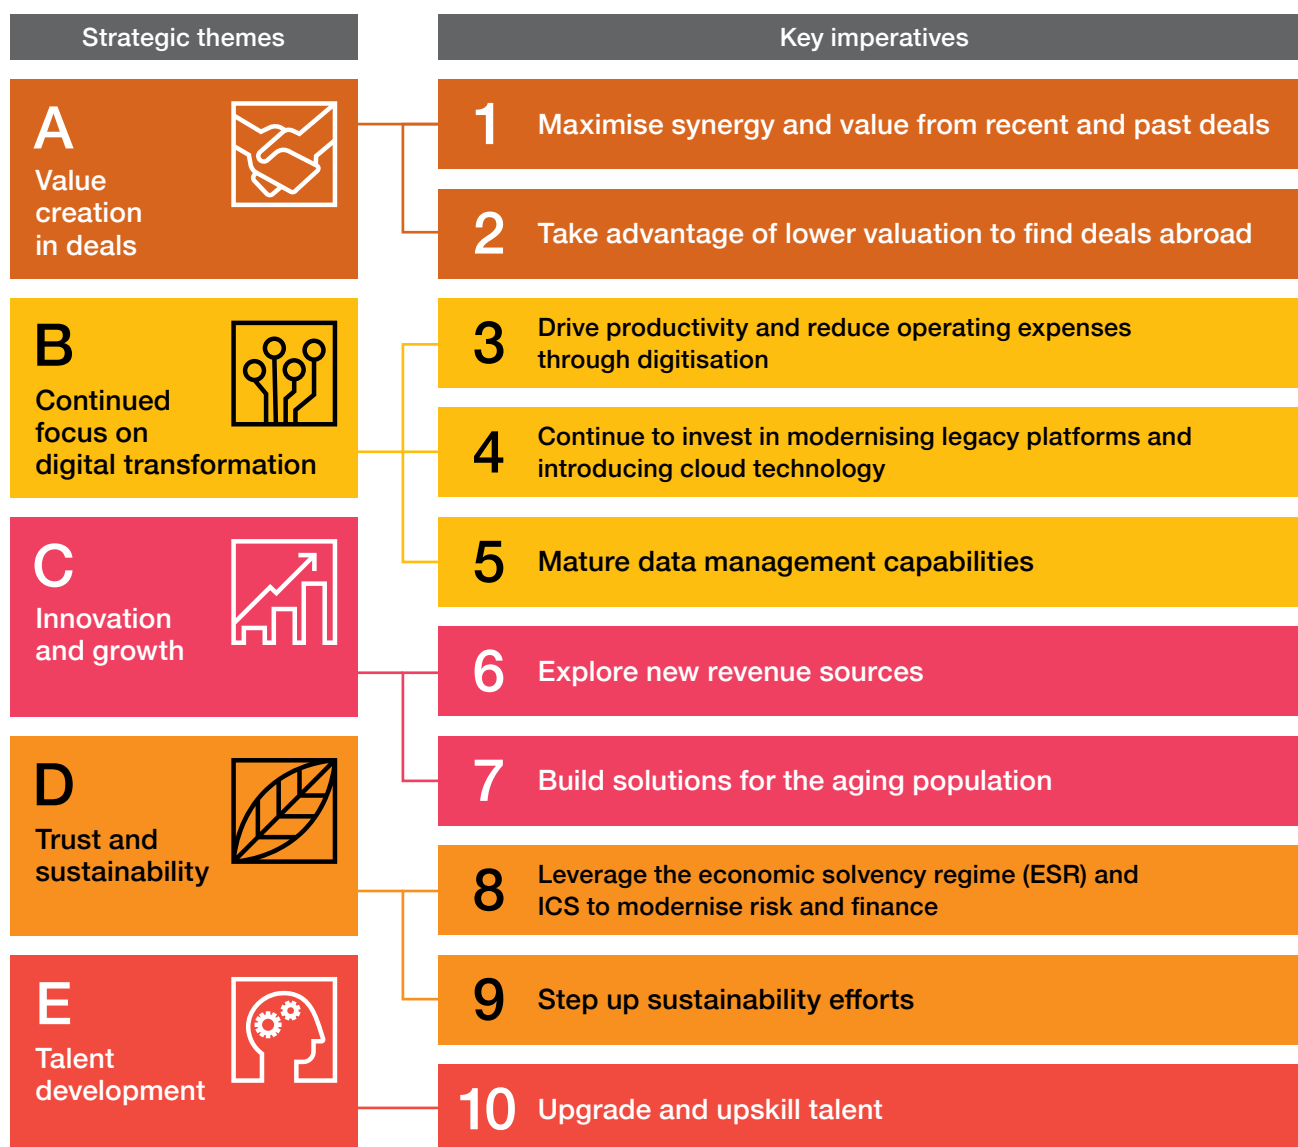 Strategic themes
Key imperatives
A
Value
creation
in deals
1
Maximise synergy and value from recent and past deals
2
Take advantage of lower valuation to find deals abroad
B
Continued
focus on
digital transformation
3
Drive productivity and reduce operating expenses
through digitisation
4
Continue to invest in modernising legacy platforms and
introducing cloud technology
5
Mature data management capabilities
C
Innovation
and growth
6
Explore new revenue sources
7
Build solutions for the aging population
D
Trust and
sustainability
8
Leverage the economic solvency regime (ESR) and
ICS to modernise risk and finance
9
Step up sustainability efforts
E
Talent
development
10
Upgrade and upskill talent